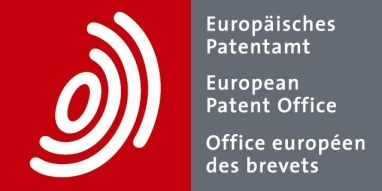 Europäisches
Patentamt
European
Patent Office
Office européen
des brevets